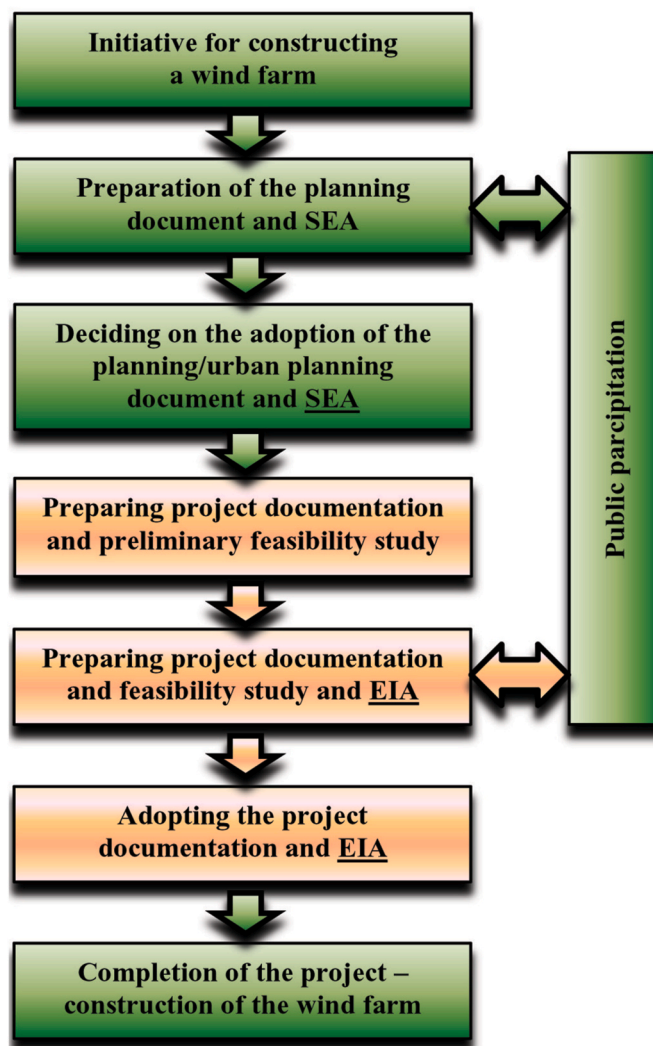 Initiative for constructing
a wind farm
Preparation of the planning
document and SEA
Deciding on the adoption of the
planning/urban planning
document and SEA
Preparing project documentation
and preliminary feasibility study
Preparing project documentation
and feasibility study and EIA
Adopting the project
documentation and EIA
Completion of the project –
construction of the wind farm
Public parcipitation